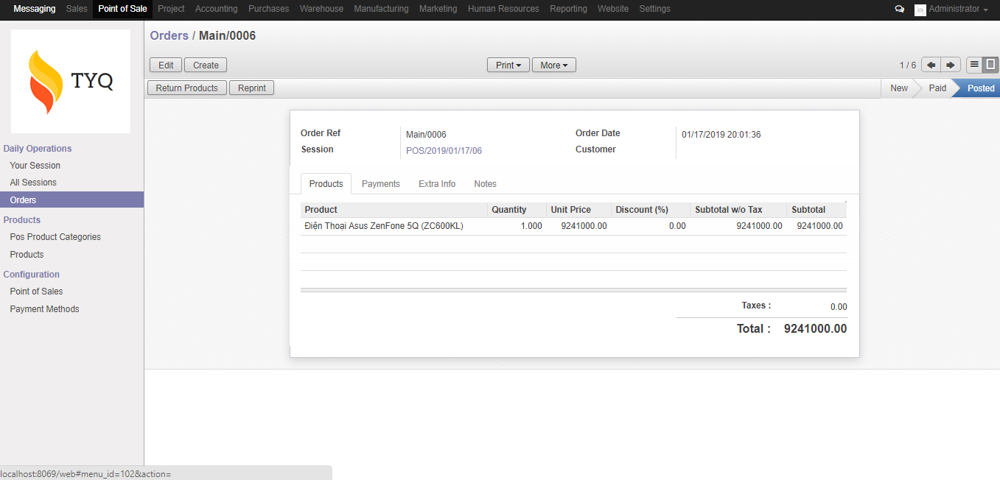 Messaging Sales Point of Sale Project Accounting Purchases Warehouse Manufacturing Marketing Human Resources Reporting Website Settings Administrator
TYQ
Daily Operations
Your Session
All Sessions
Orders
Products
Pos Product Categories
Products
Configuration
Point of Sales
Payment Methods
Orders / Main/0006
Edit Create Print More 1 / 6
Return Products Reprint New Paid Posted
Order Ref Main/0006 Order Date 01/17/2019 20:01:36
Session POS/2019/01/17/06 Customer
Products Payments Extra Info Notes
Product Quantity Unit Price Discount (%) Subtotal w/o Tax Subtotal
Điện Thoại Asus ZenFone 5Q (ZC600KL) 1.000 9241000.00 0.00 9241000.00 9241000.00
Taxes : 0.00
Total : 9241000.00
localhost:8069/web#menu_id=102&action=